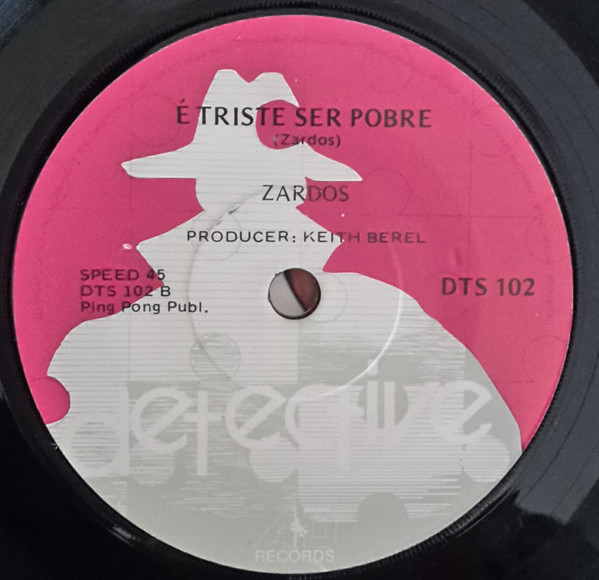 É TRISTE SER POBRE
(Zardos)
ZARDOS
PRODUCER: KEITH BEREL
SPEED 45
DTS 102 B
Ping Pong Publ.
DTS 102
detective
RECORDS